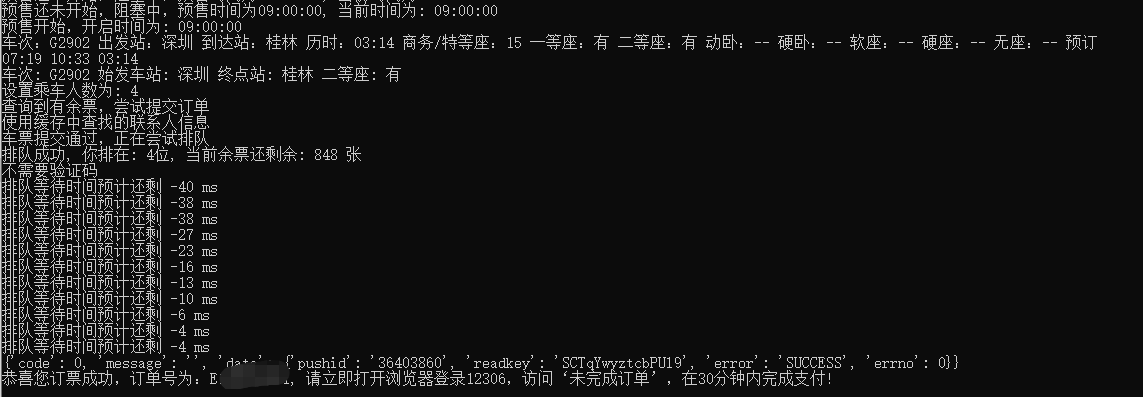 预售还未开始, 阻塞中, 预售时间为09:00:00, 当前时间为: 09:00:00
预售开始, 开启时间为: 09:00:00
车次: G2902 出发站: 深圳 到达站: 桂林 历时: 03:14 商务/特等座: 15 一等座: 有 二等座: 有 动卧: -- 硬卧: -- 软座: -- 硬座: -- 无座: -- 预订
07:19 10:33 03:14
车次: G2902 始发车站: 深圳 终点站: 桂林 二等座: 有
设置乘车人数为: 4
查询到有余票, 尝试提交订单
使用缓存中查找的联系人信息
车票提交通过, 正在尝试排队
排队成功, 你排在: 4位, 当前余票还剩余: 848 张
不需要验证码
排队等待时间预计还剩 -40 ms
排队等待时间预计还剩 -38 ms
排队等待时间预计还剩 -38 ms
排队等待时间预计还剩 -27 ms
排队等待时间预计还剩 -23 ms
排队等待时间预计还剩 -16 ms
排队等待时间预计还剩 -13 ms
排队等待时间预计还剩 -10 ms
排队等待时间预计还剩 -6 ms
排队等待时间预计还剩 -4 ms
排队等待时间预计还剩 -4 ms
{'code': 0, 'message': '', 'data' {'pushid': '36403860', 'readkey': 'SCTqYwyztcbPU19', 'error': 'SUCCESS', 'errno': 0}}
恭喜您订票成功, 订单号为: E, 请立即打开浏览器登录12306, 访问‘未完成订单’, 在30分钟内完成支付!